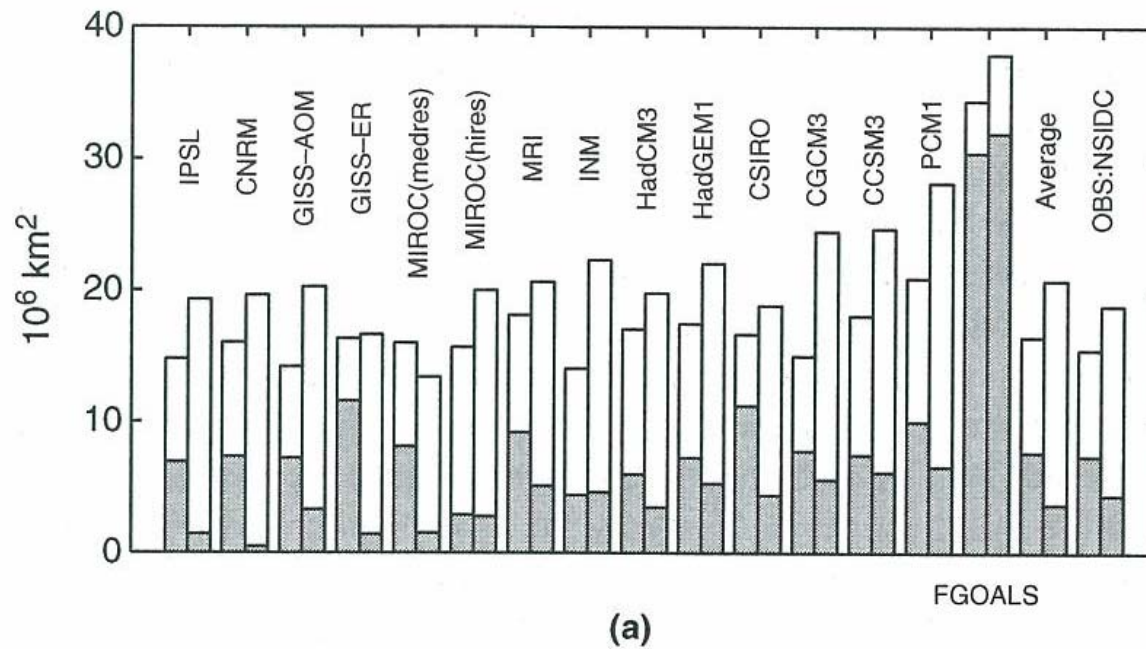 40
30
20
10
0
10⁶ km²
IPSL
CNRM
GISS–AOM
GISS–ER
MIROC(medres)
MIROC(hires)
MRI
INM
HadCM3
HadGEM1
CSIRO
CGCM3
CCSM3
PCM1
FGOALS
Average
OBS:NSIDC
(a)